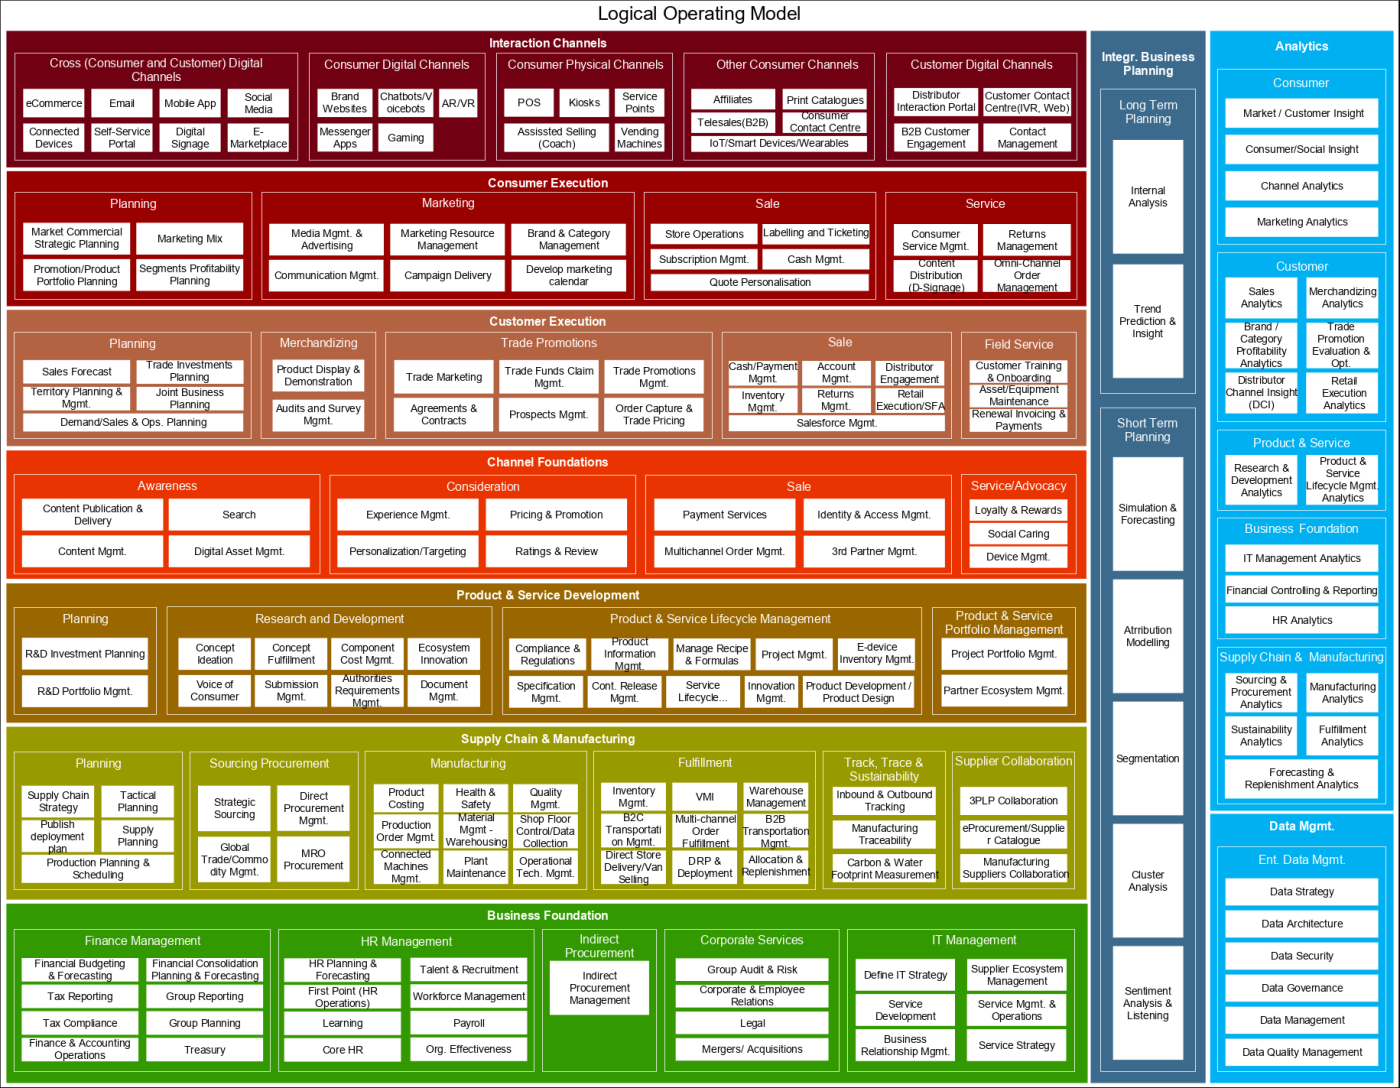 Logical Operating Model
Interaction Channels
Cross (Consumer and Customer) Digital
Channels
eCommerce
Email
Mobile App
Social
Media
Connected
Devices
Self-Service
Portal
Digital
Signage
E-
Marketplace
Consumer Digital Channels
Brand
Websites
Chatbots/V
oicebots
AR/VR
Messenger
Apps
Gaming
Consumer Physical Channels
POS
Kiosks
Service
Points
Assissted Selling
(Coach)
Vending
Machines
Other Consumer Channels
Affiliates
Print Catalogues
Telesales(B2B)
Consumer
Contact Centre
IoT/Smart Devices/Wearables
Customer Digital Channels
Distributor
Interaction Portal
Customer Contact
Centre(IVR, Web)
B2B Customer
Engagement
Contact
Management
Consumer Execution
Planning
Market Commercial
Strategic Planning
Marketing Mix
Promotion/Product
Portfolio Planning
Segments Profitability
Planning
Marketing
Media Mgmt. &
Advertising
Marketing Resource
Management
Brand & Category
Management
Communication Mgmt.
Campaign Delivery
Develop marketing
calendar
Sale
Store Operations
Labelling and Ticketing
Subscription Mgmt.
Cash Mgmt.
Quote Personalisation
Service
Consumer
Service Mgmt.
Returns
Management
Content
Distribution
(D-Signage)
Omni-Channel
Order
Management
Customer Execution
Planning
Sales Forecast
Trade Investments
Planning
Territory Planning &
Mgmt.
Joint Business
Planning
Demand/Sales & Ops. Planning
Merchandizing
Product Display &
Demonstration
Audits and Survey
Mgmt.
Trade Promotions
Trade Marketing
Trade Funds Claim
Mgmt.
Trade Promotions
Mgmt.
Agreements &
Contracts
Prospects Mgmt.
Order Capture &
Trade Pricing
Sale
Cash/Payment
Mgmt.
Account
Mgmt.
Distributor
Engagement
Inventory
Mgmt.
Returns
Mgmt.
Retail
Execution/SFA
Salesforce Mgmt.
Field Service
Customer Training
& Onboarding
Asset/Equipment
Maintenance
Renewal Invoicing &
Payments
Channel Foundations
Awareness
Content Publication &
Delivery
Search
Content Mgmt.
Digital Asset Mgmt.
Consideration
Experience Mgmt.
Pricing & Promotion
Personalization/Targeting
Ratings & Review
Sale
Payment Services
Identity & Access Mgmt.
Multichannel Order Mgmt.
3rd Partner Mgmt.
Service/Advocacy
Loyalty & Rewards
Social Caring
Device Mgmt.
Product & Service Development
Planning
R&D Investment Planning
R&D Portfolio Mgmt.
Research and Development
Concept
Ideation
Concept
Fulfillment
Component
Cost Mgmt.
Ecosystem
Innovation
Voice of
Consumer
Submission
Mgmt.
Authorities
Requirements
Mgmt.
Document
Mgmt.
Product & Service Lifecycle Management
Compliance &
Regulations
Product
Information
Mgmt.
Manage Recipe
& Formulas
Project Mgmt.
E-device
Inventory Mgmt.
Specification
Mgmt.
Cont. Release
Mgmt.
Service
Lifecycle...
Innovation
Mgmt.
Product Development /
Product Design
Product & Service
Portfolio Management
Project Portfolio Mgmt.
Partner Ecosystem Mgmt.
Supply Chain & Manufacturing
Planning
Supply Chain
Strategy
Tactical
Planning
Publish
deployment
plan
Supply
Planning
Production Planning &
Scheduling
Sourcing Procurement
Strategic
Sourcing
Direct
Procurement
Mgmt.
Global
Trade/Commo
dity Mgmt.
MRO
Procurement
Manufacturing
Product
Costing
Health &
Safety
Quality
Mgmt.
Production
Order Mgmt.
Material
Mgmt -
Warehousing
Shop Floor
Control/Data
Collection
Connected
Machines
Mgmt.
Plant
Maintenance
Operational
Tech. Mgmt.
Fulfillment
Inventory
Mgmt.
VMI
Warehouse
Management
B2C
Transportati
on Mgmt.
Multi-channel
Order
Fulfillment
B2B
Transportation
Mgmt.
Direct Store
Delivery/Van
Selling
DRP &
Deployment
Allocation &
Replenishment
Track, Trace &
Sustainability
Inbound & Outbound
Tracking
Manufacturing
Traceability
Carbon & Water
Footprint Measurement
Supplier Collaboration
3PLP Collaboration
eProcurement/Supplie
r Catalogue
Manufacturing
Suppliers Collaboration
Business Foundation
Finance Management
Financial Budgeting
& Forecasting
Financial Consolidation
Planning & Forecasting
Tax Reporting
Group Reporting
Tax Compliance
Group Planning
Finance & Accounting
Operations
Treasury
HR Management
HR Planning &
Forecasting
Talent & Recruitment
First Point (HR
Operations)
Workforce Management
Learning
Payroll
Core HR
Org. Effectiveness
Indirect
Procurement
Indirect
Procurement
Management
Corporate Services
Group Audit & Risk
Corporate & Employee
Relations
Legal
Mergers/ Acquisitions
IT Management
Define IT Strategy
Supplier Ecosystem
Management
Service
Development
Service Mgmt. &
Operations
Business
Relationship Mgmt.
Service Strategy
Integr. Business
Planning
Long Term
Planning
Internal
Analysis
Trend
Prediction &
Insight
Short Term
Planning
Simulation &
Forecasting
Atrribution
Modelling
Segmentation
Cluster
Analysis
Sentiment
Analysis &
Listening
Analytics
Consumer
Market / Customer Insight
Consumer/Social Insight
Channel Analytics
Marketing Analytics
Customer
Sales
Analytics
Merchandizing
Analytics
Brand /
Category
Profitability
Analytics
Trade
Promotion
Evaluation &
Opt.
Distributor
Channel Insight
(DCI)
Retail
Execution
Analytics
Product & Service
Research &
Development
Analytics
Product &
Service
Lifecycle Mgmt.
Analytics
Business Foundation
IT Management Analytics
Financial Controlling & Reporting
HR Analytics
Supply Chain & Manufacturing
Sourcing &
Procurement
Analytics
Manufacturing
Analytics
Sustainability
Analytics
Fulfillment
Analytics
Forecasting &
Replenishment Analytics
Data Mgmt.
Ent. Data Mgmt.
Data Strategy
Data Architecture
Data Security
Data Governance
Data Management
Data Quality Management